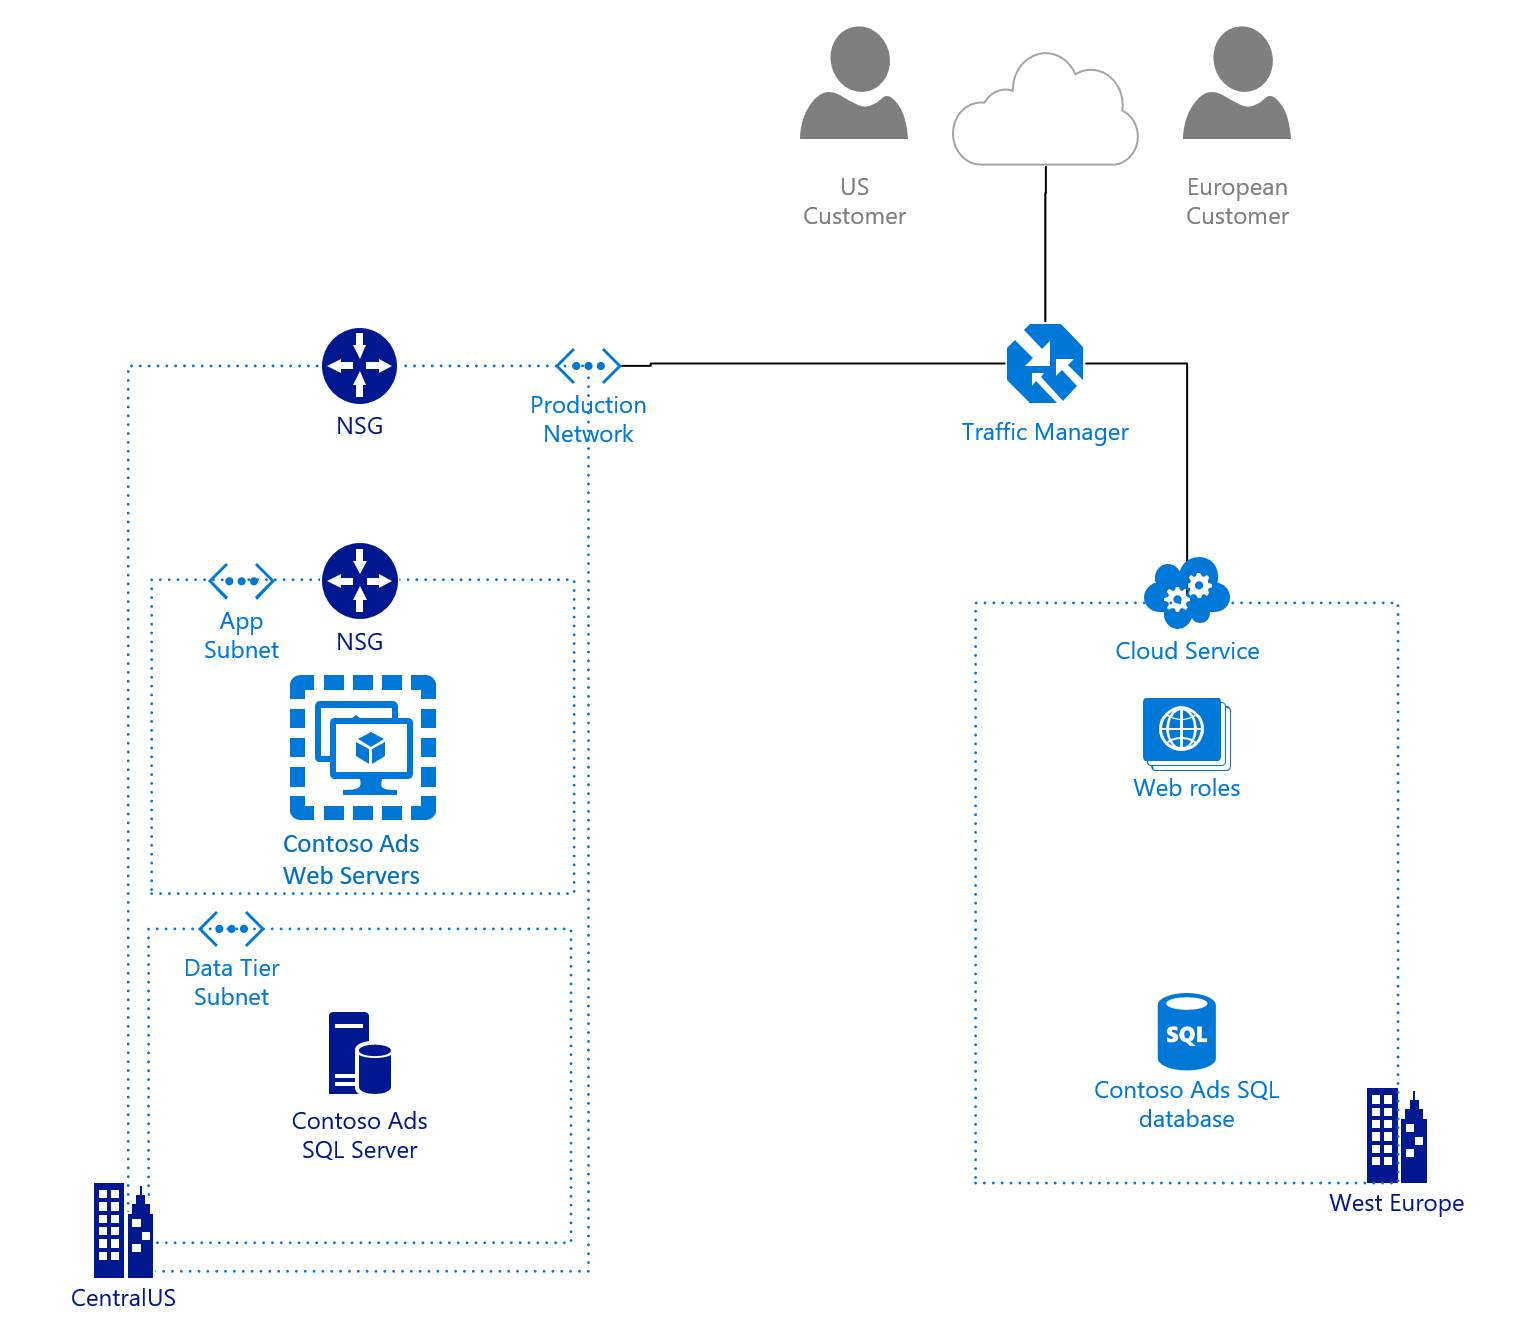 US
Customer
European
Customer
NSG
Production
Network
Traffic Manager
App
Subnet
NSG
Cloud Service
Contoso Ads
Web Servers
Web roles
Data Tier
Subnet
SQL
Contoso Ads SQL
database
Contoso Ads
SQL Server
West Europe
CentralUS